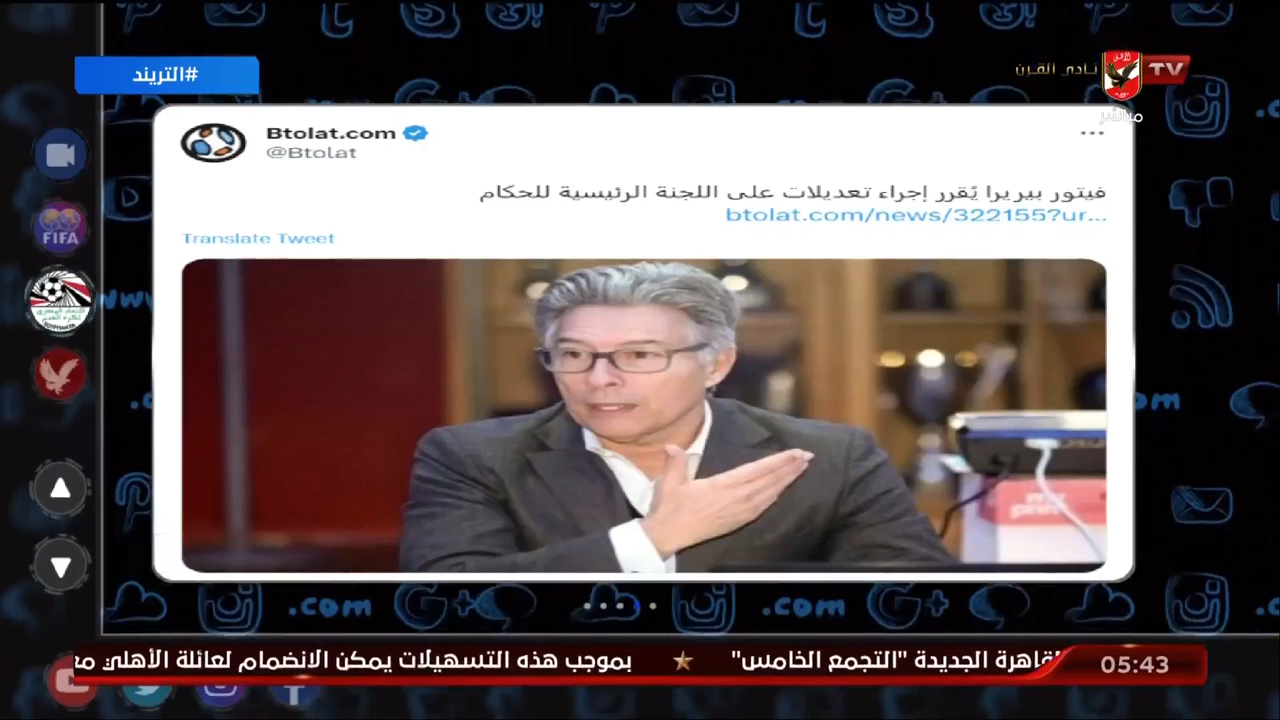 #التريند
نادي القرن
TV
مباشر
Btolat.com
@Btolat
فيتور بيريرا يُقرر إجراء تعديلات على اللجنة الرئيسية للحكام
btolat.com/news/322155?ur...
Translate Tweet
FIFA
.com
.com
القاهرة الجديدة "التجمع الخامس" ★ بموجب هذه التسهيلات يمكن الانضمام لعائلة الأهلي
05:43